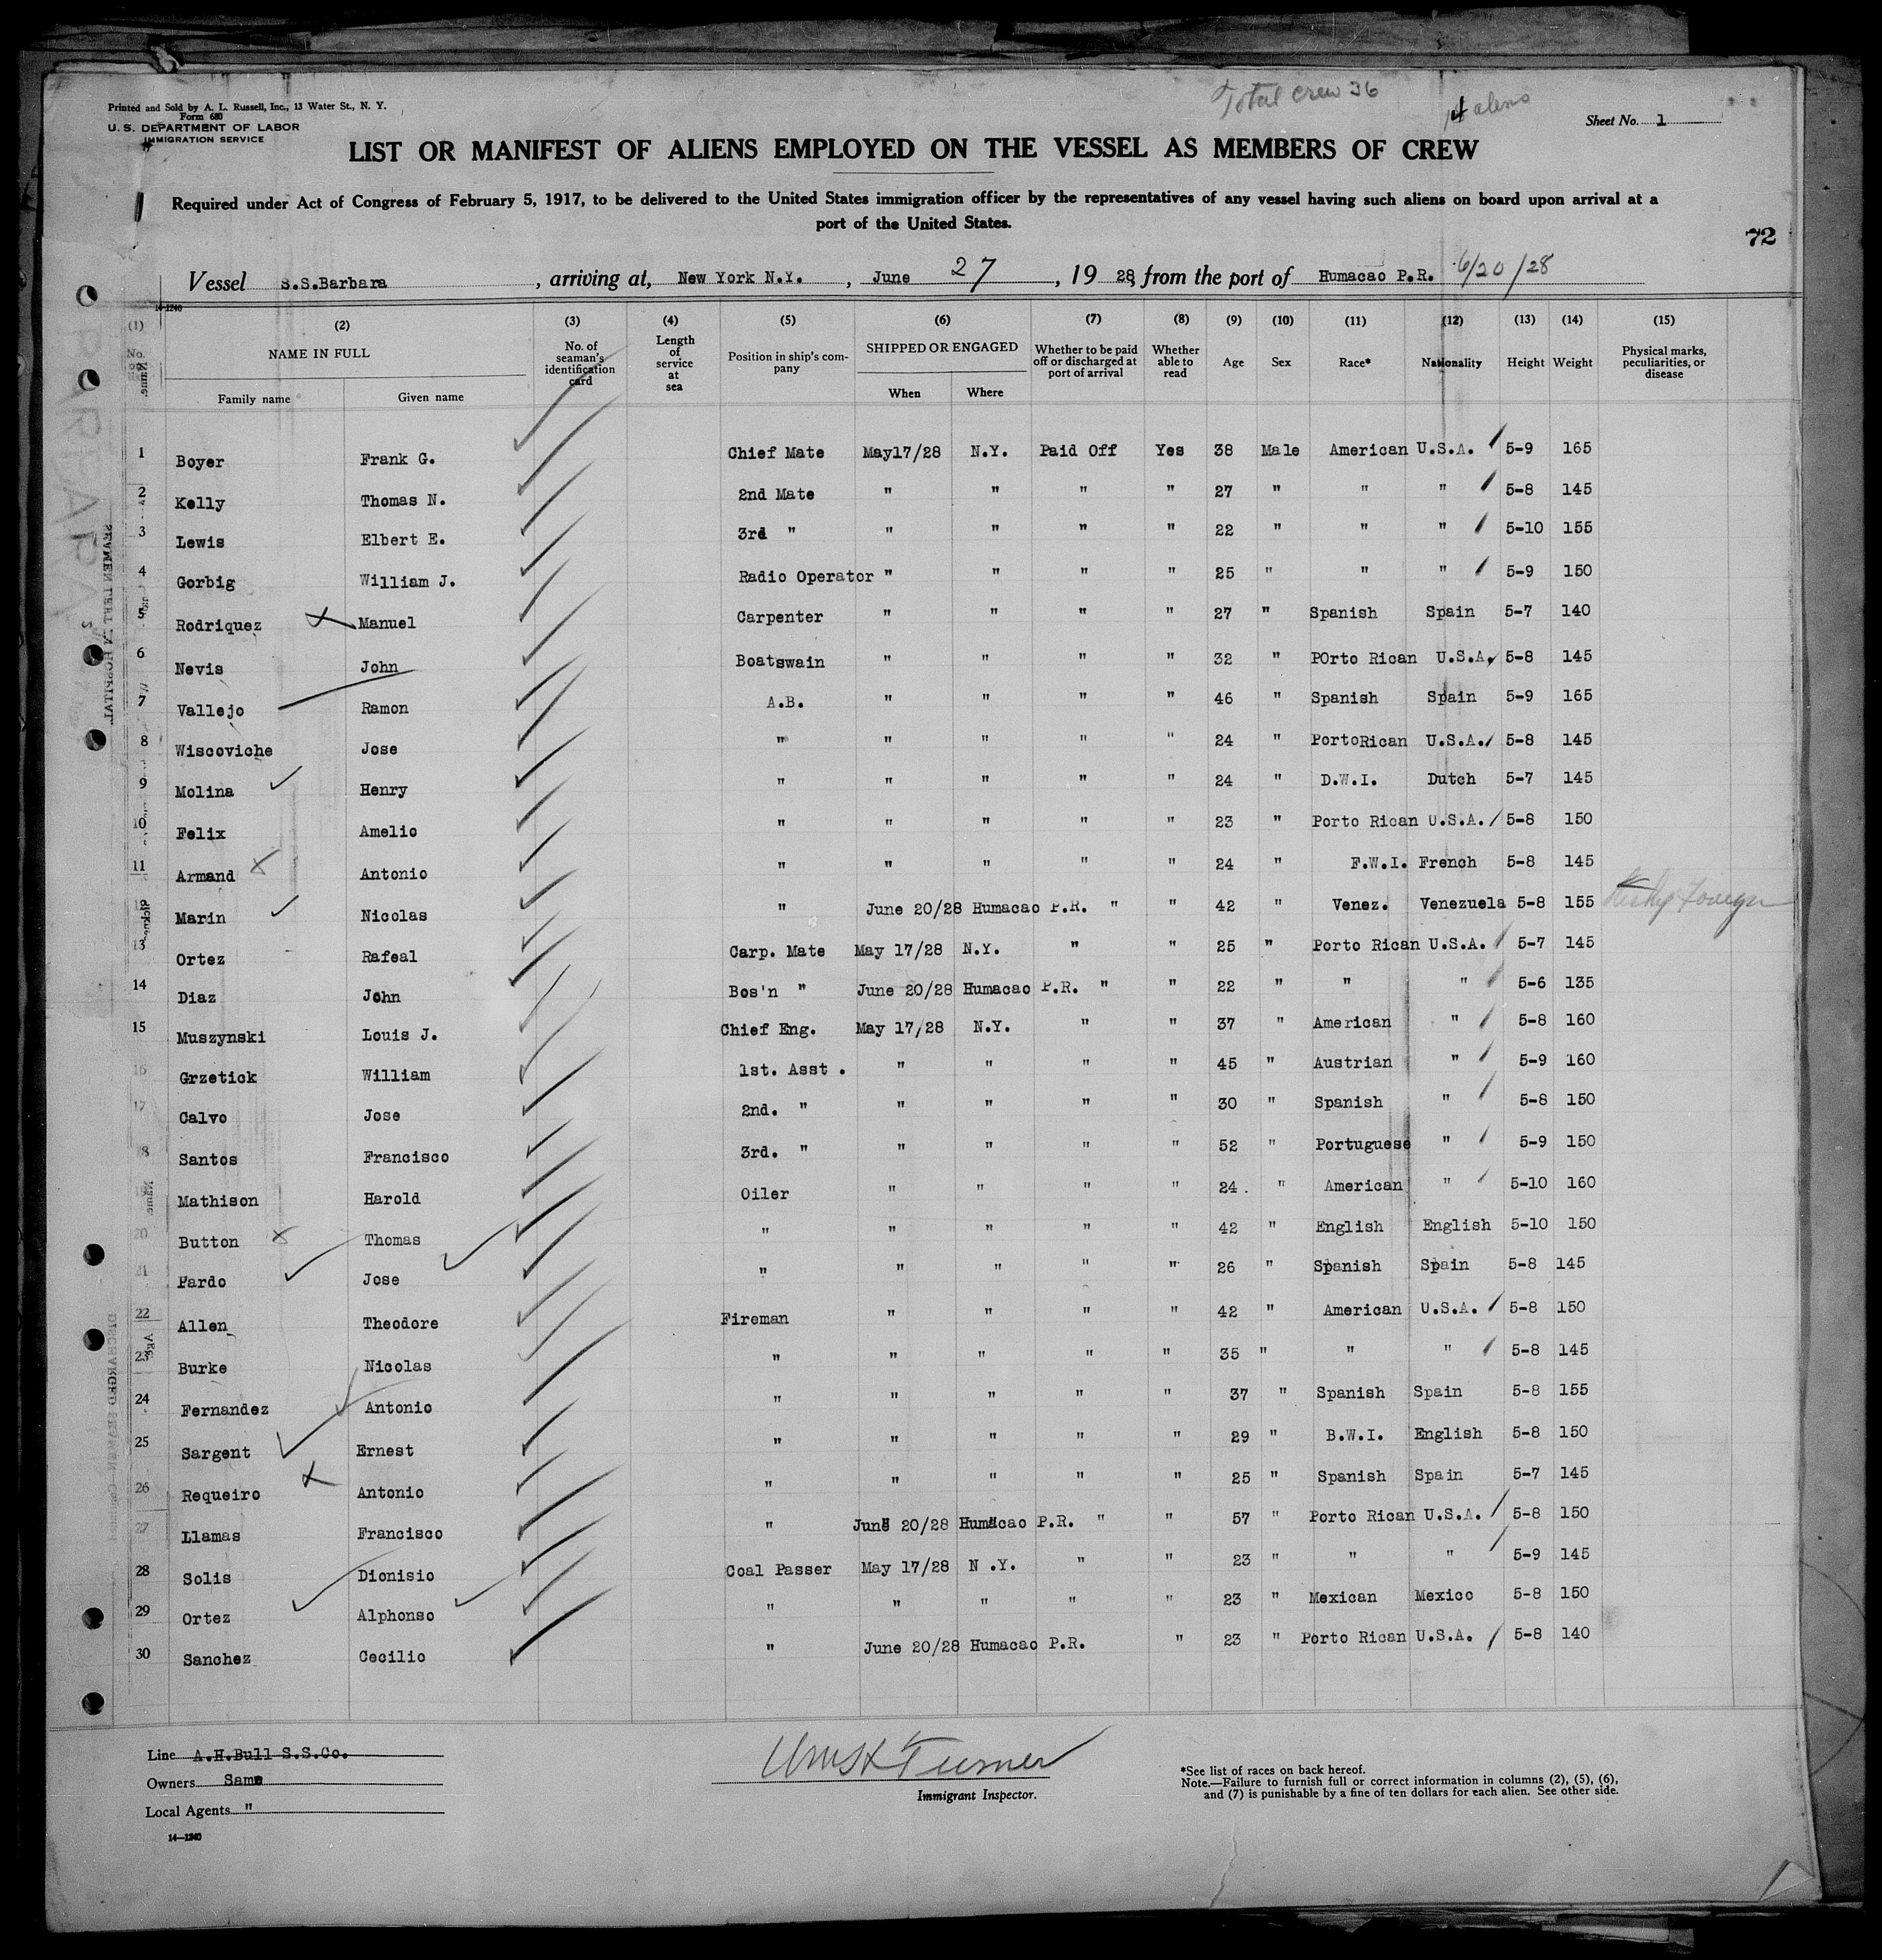 Printed and Sold by A. L. Russell, Inc., 13 Water St., N. Y.
Form 680
U. S. DEPARTMENT OF LABOR
IMMIGRATION SERVICE
Total crew 36
aliens
Sheet No. 1
LIST OR MANIFEST OF ALIENS EMPLOYED ON THE VESSEL AS MEMBERS OF CREW
Required under Act of Congress of February 5, 1917, to be delivered to the United States immigration officer by the representatives of any vessel having such aliens on board upon arrival at a
port of the United States.
72
Vessel S.S.Barbara, arriving at, New York N.Y., June 27, 1928, from the port of Humacao P.R. 6/20/28
14-1240
(1) (2) (3) (4) (5) (6) (7) (8) (9) (10) (11) (12) (13) (14) (15)
NAME IN FULL No. of seaman's identification card Length of service at sea Position in ship's company SHIPPED OR ENGAGED Whether to be paid off or discharged at port of arrival Whether able to read Age Sex Race* Nationality Height Weight Physical marks, peculiarities, or disease
Family name Given name When Where
1 Boyer Frank G. Chief Mate May17/28 N.Y. Paid Off Yes 38 Male American U.S.A. 5-9 165
2 Kelly Thomas N. 2nd Mate " " " " 27 " " " 5-8 145
3 Lewis Elbert E. 3rd " " " " " 22 " " " 5-10 155
4 Gorbig William J. Radio Operator " " " " 25 " " " 5-9 150
5 Rodriquez Manuel Carpenter " " " " 27 " Spanish Spain 5-7 140
6 Nevis John Boatswain " " " " 32 " POrto Rican U.S.A. 5-8 145
7 Vallejo Ramon A.B. " " " " 46 " Spanish Spain 5-9 165
8 Wiscoviche Jose " " " " " 24 " PortoRican U.S.A. 5-8 145
9 Molina Henry " " " " " 24 " D.W.I. Dutch 5-7 145
10 Felix Amelio " " " " " 23 " Porto Rican U.S.A. 5-8 150
11 Armand Antonio " " " " " 24 " F.W.I. French 5-8 145
Marin Nicolas " June 20/28 Humacao P.R. " " 42 " Venez. Venezuela 5-8 155
13 Ortez Rafeal Carp. Mate May 17/28 N.Y. " " 25 " Porto Rican U.S.A. 5-7 145
14 Diaz John Bos'n " June 20/28 Humacao P.R. " " 22 " " " 5-6 135
15 Muszynski Louis J. Chief Eng. May 17/28 N.Y. " " 37 " American " 5-8 160
16 Grzetick William 1st. Asst . " " " " 45 " Austrian " 5-9 160
17 Calvo Jose 2nd. " " " " " 30 " Spanish " 5-8 150
18 Santos Francisco 3rd. " " " " " 52 " Portuguese " 5-9 150
Mathison Harold Oiler " " " " 24 . " American " 5-10 160
20 Button Thomas " " " " " 42 " English English 5-10 150
21 Pardo Jose " " " " " 26 " Spanish Spain 5-8 145
22 Allen Theodore Fireman " " " " 42 " American U.S.A. 5-8 150
23 Burke Nicolas " " " " " 35 " " " 5-8 145
24 Fernandez Antonio " " " " " 37 " Spanish Spain 5-8 155
25 Sargent Ernest " " " " " 29 " B.W.I. English 5-8 150
26 Requeiro Antonio " " " " " 25 " Spanish Spain 5-7 145
27 Llamas Francisco " June 20/28 Humacao P.R. " " 57 " Porto Rican U.S.A. 5-8 150
28 Solis Dionisio Coal Passer May 17/28 N .Y. " " 23 " " " 5-9 145
29 Ortez Alphonso " " " " " 23 " Mexican Mexico 5-8 150
30 Sanchez Cecilio " June 20/28 Humacao P.R. " 23 " Porto Rican U.S.A. 5-8 140
Line A.H.Bull S.S.Co.
Owners Same
Local Agents "
14—1240
Turner
Immigrant Inspector.
*See list of races on back hereof.
Note.—Failure to furnish full or correct information in columns (2), (5), (6),
and (7) is punishable by a fine of ten dollars for each alien. See other side.